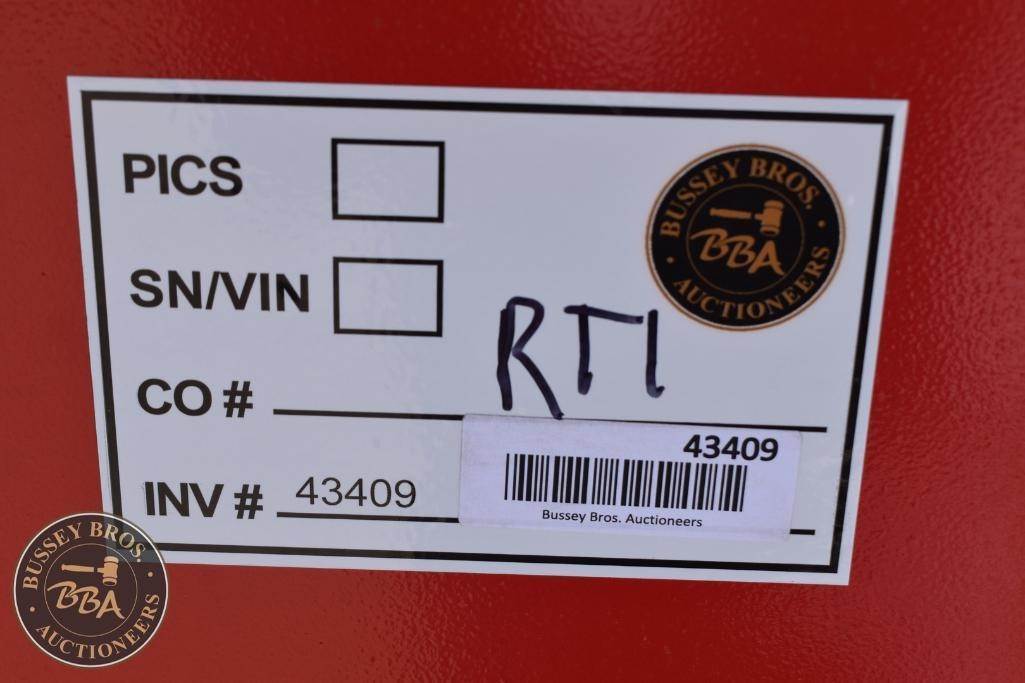 PICS
BUSSEY BROS.
BBA
AUCTIONEERS
SN/VIN
RTI
CO #
43409
INV # 43409
Bussey Bros. Auctioneers
BUSSEY BROS.
BBA
AUCTIONEERS